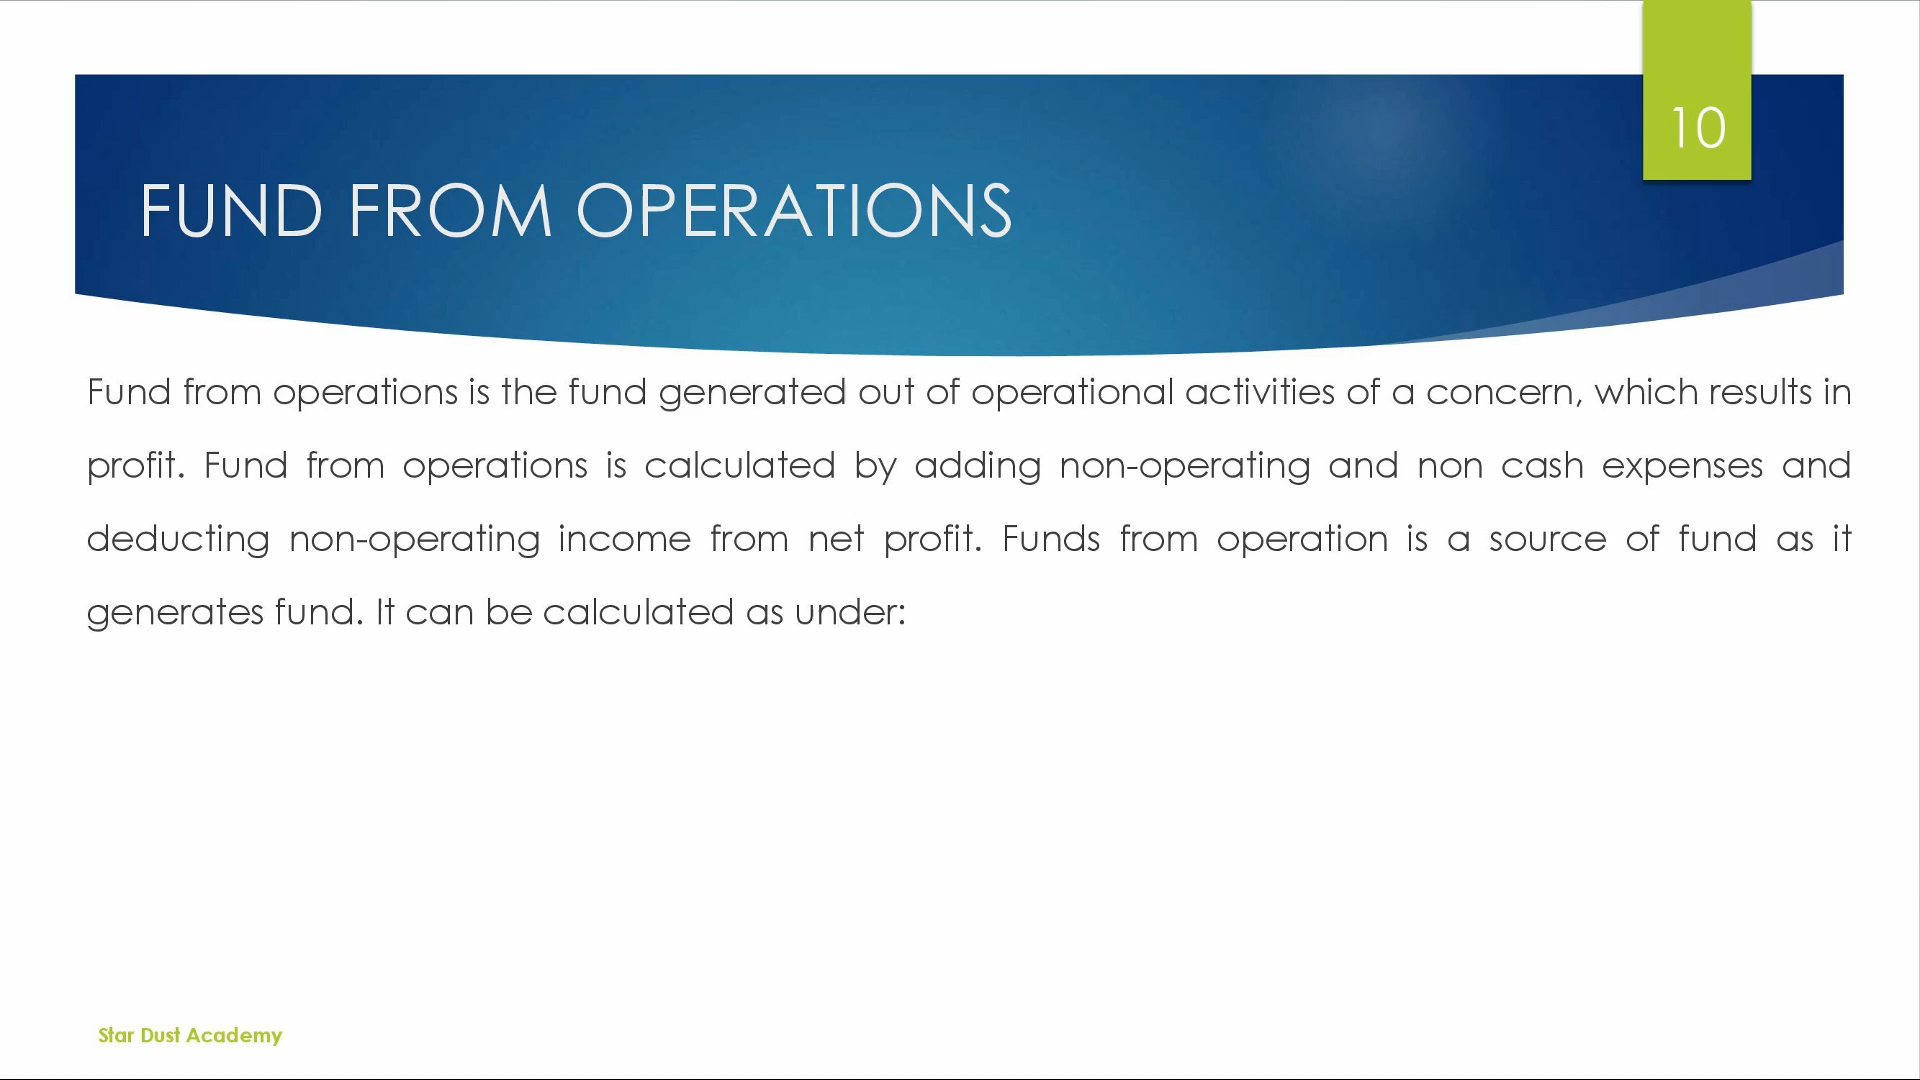 10
FUND FROM OPERATIONS
Fund from operations is the fund generated out of operational activities of a concern, which results in
profit. Fund from operations is calculated by adding non-operating and non cash expenses and
deducting non-operating income from net profit. Funds from operation is a source of fund as it
generates fund. It can be calculated as under:
Star Dust Academy